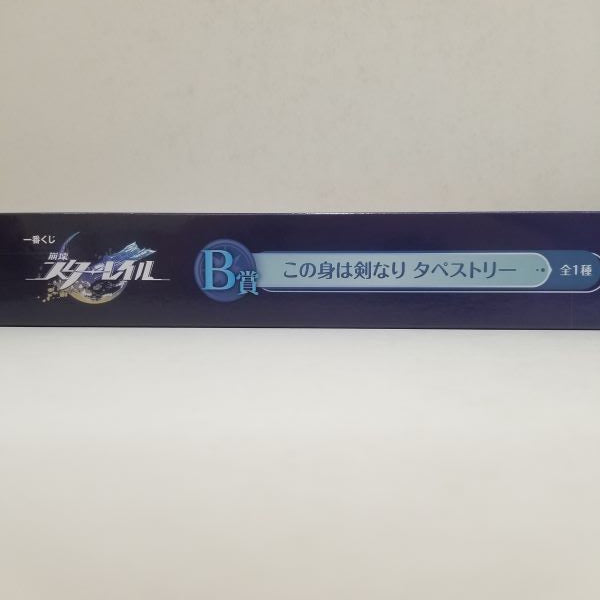 一番くじ
崩壊
スターレイル
B賞
この身は剣なり タペストリー
全1種